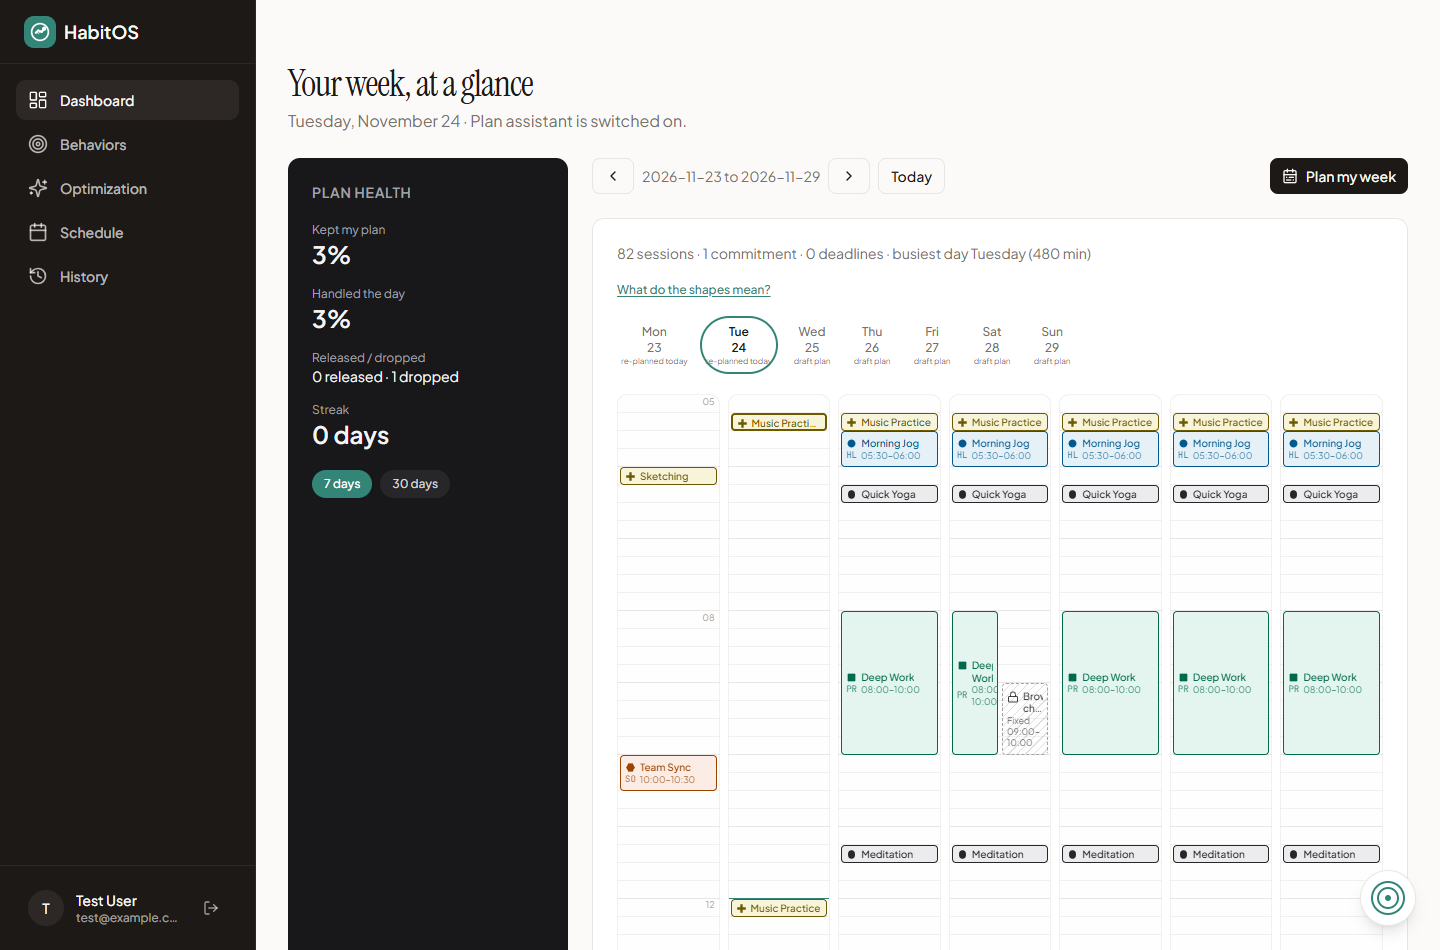 HabitOS
Dashboard
Behaviors
Optimization
Schedule
History
T
Test User
test@example.c...
Your week, at a glance
Tuesday, November 24 · Plan assistant is switched on.
PLAN HEALTH
Kept my plan
3%
Handled the day
3%
Released / dropped
0 released · 1 dropped
Streak
0 days
7 days 30 days
2026-11-23 to 2026-11-29
Today
Plan my week
82 sessions · 1 commitment · 0 deadlines · busiest day Tuesday (480 min)
What do the shapes mean?
Mon Tue Wed Thu Fri Sat Sun
23 24 25 26 27 28 29
re-planned today re-planned today draft plan draft plan draft plan draft plan draft plan
05
Music Practi... Music Practice Music Practice Music Practice Music Practice Music Practice
Morning Jog Morning Jog Morning Jog Morning Jog Morning Jog
HL 05:30-06:00 HL 05:30-06:00 HL 05:30-06:00 HL 05:30-06:00 HL 05:30-06:00
Sketching
Quick Yoga Quick Yoga Quick Yoga Quick Yoga Quick Yoga
08
Deep Work
PR 08:00-10:00
Deep
Work
PR 08:00
10:00
Brow
ch...
Fixed
09:00-
10:00
Deep Work
PR 08:00-10:00
Deep Work
PR 08:00-10:00
Deep Work
PR 08:00-10:00
Team Sync
SO 10:00-10:30
Meditation Meditation Meditation Meditation Meditation
12
Music Practice